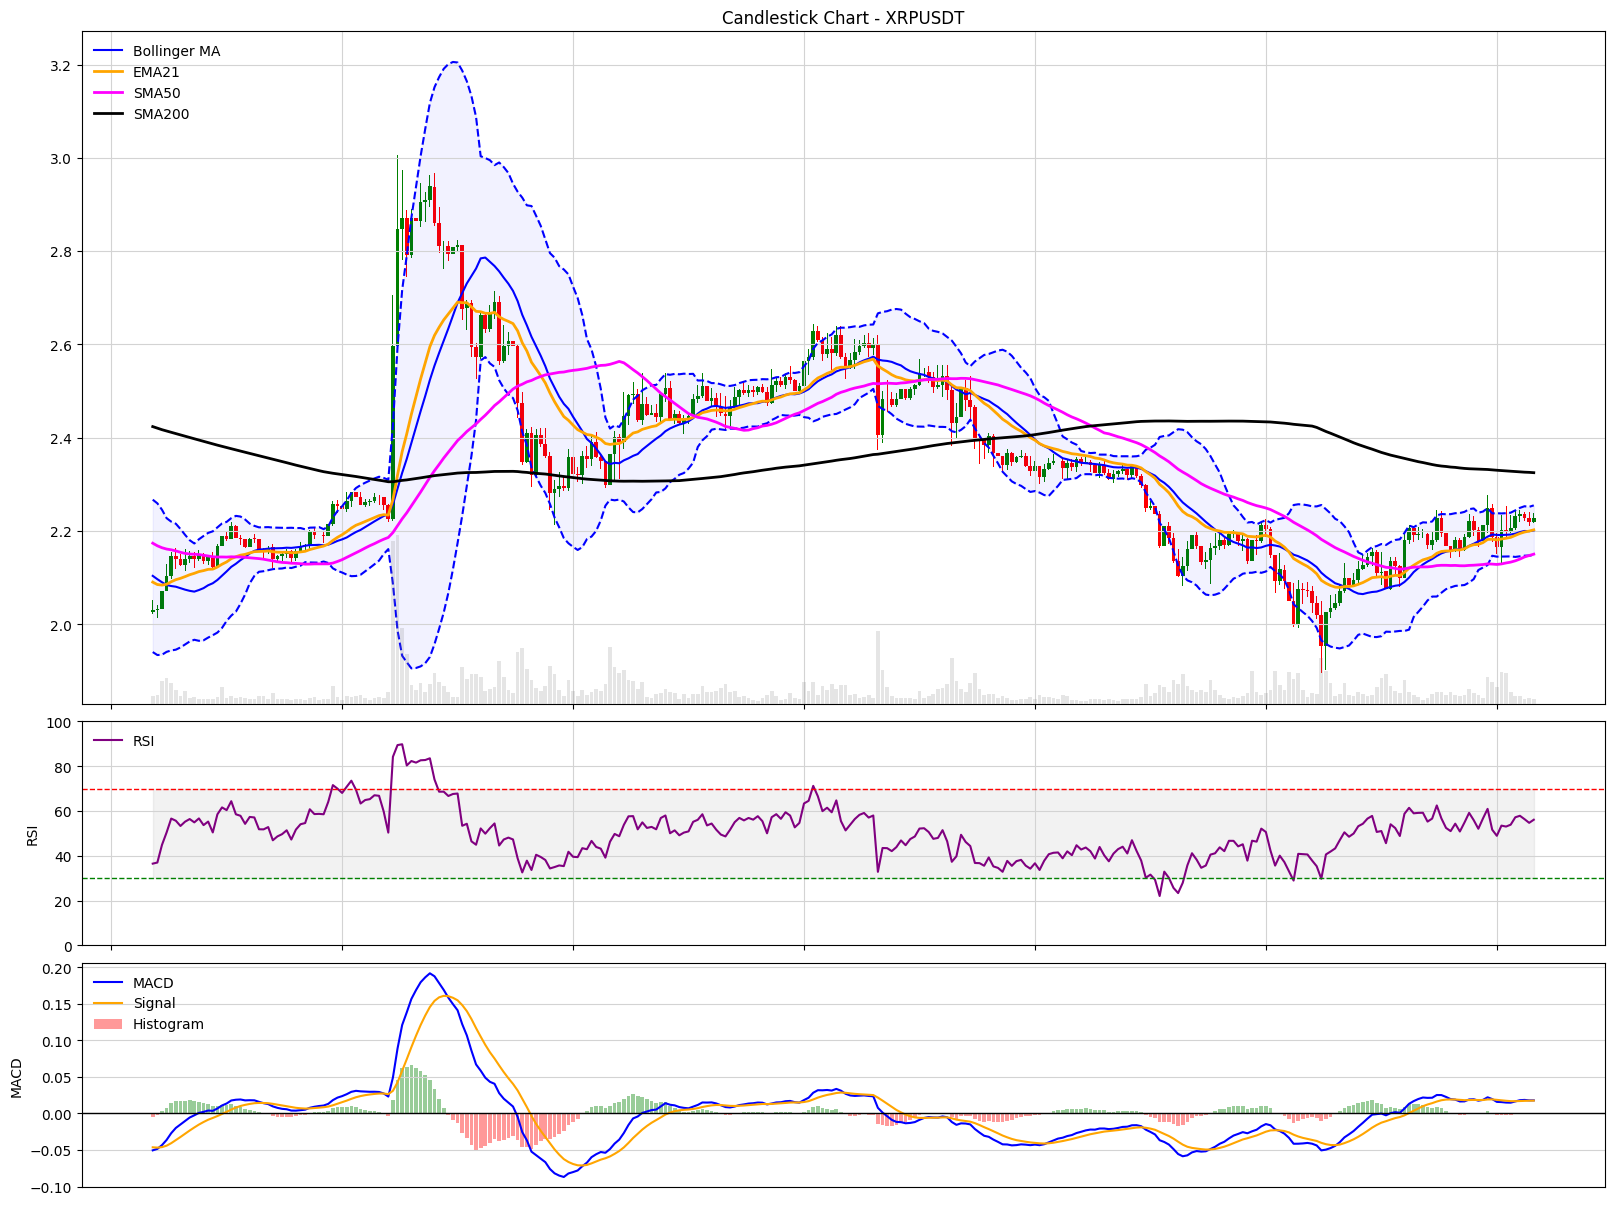 Candlestick Chart - XRPUSDT
Bollinger MA
EMA21
SMA50
SMA200
3.2
3.0
2.8
2.6
2.4
2.2
2.0
RSI
RSI
100
80
60
40
20
0
MACD
MACD
Signal
Histogram
0.20
0.15
0.10
0.05
0.00
−0.05
−0.10